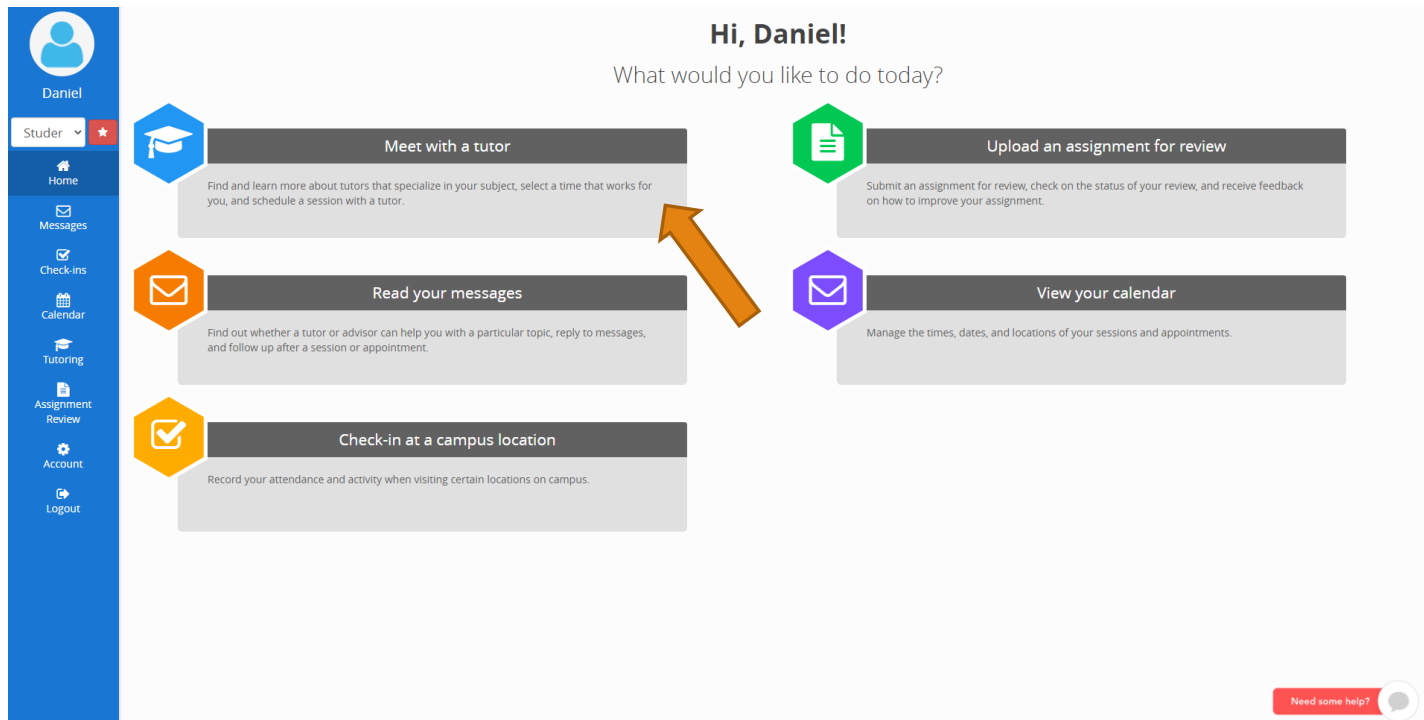 Hi, Daniel!
What would you like to do today?
Daniel
Studer
Home
Messages
Check-ins
Calendar
Tutoring
Assignment
Review
Account
Logout
Meet with a tutor
Find and learn more about tutors that specialize in your subject, select a time that works for
you, and schedule a session with a tutor.
Upload an assignment for review
Submit an assignment for review, check on the status of your review, and receive feedback
on how to improve your assignment.
Read your messages
Find out whether a tutor or advisor can help you with a particular topic, reply to messages,
and follow up after a session or appointment.
View your calendar
Manage the times, dates, and locations of your sessions and appointments.
Check-in at a campus location
Record your attendance and activity when visiting certain locations on campus.
Need some help?